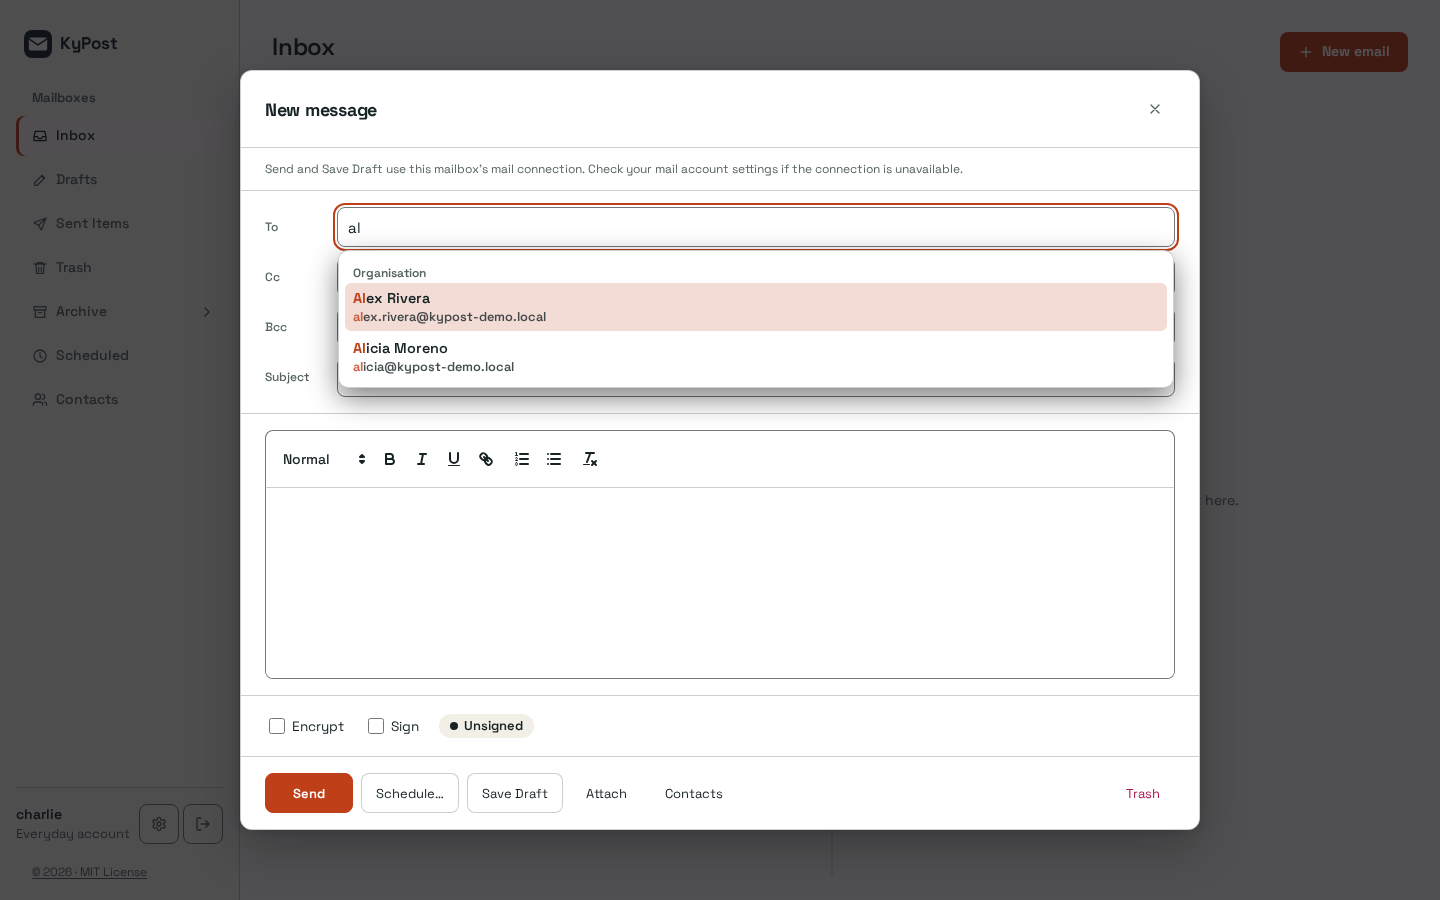 KyPost
Mailboxes
Inbox
Drafts
Sent Items
Trash
Archive
Scheduled
Contacts
charlie
Everyday account
© 2026 · MIT License
Inbox
New email
here.
New message
Send and Save Draft use this mailbox's mail connection. Check your mail account settings if the connection is unavailable.
To
al
Organisation
Alex Rivera
alex.rivera@kypost-demo.local
Alicia Moreno
alicia@kypost-demo.local
Cc
Bcc
Subject
Normal
Encrypt
Sign
Unsigned
Send
Schedule...
Save Draft
Attach
Contacts
Trash